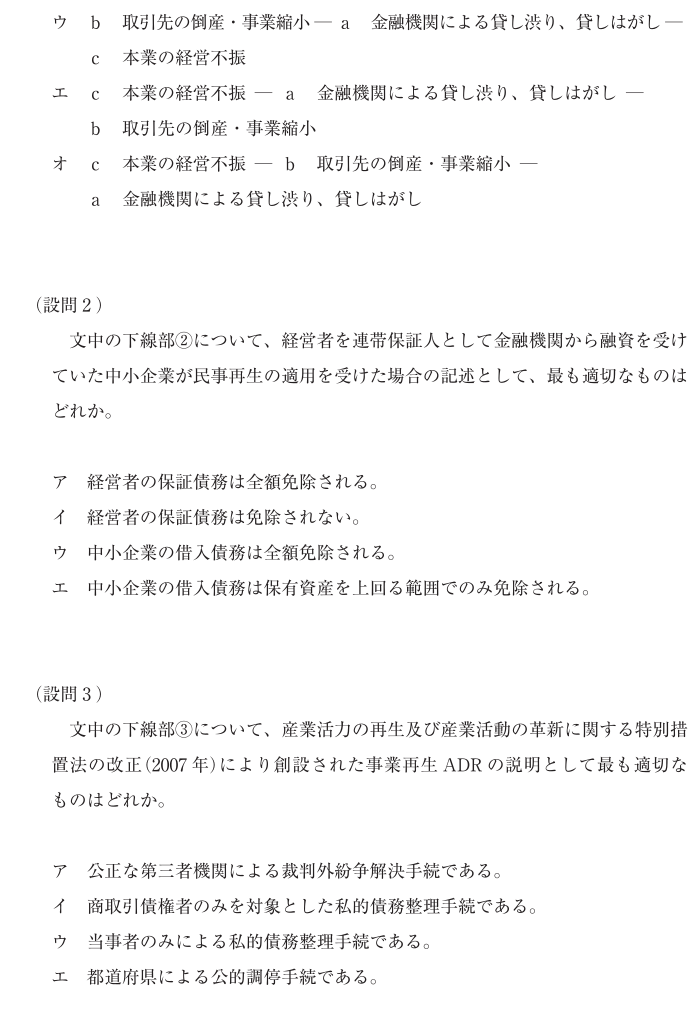 ウ b 取引先の倒産・事業縮小 ― a 金融機関による貸し渋り、貸しはがし ―
c 本業の経営不振
エ c 本業の経営不振 ― a 金融機関による貸し渋り、貸しはがし ―
b 取引先の倒産・事業縮小
オ c 本業の経営不振 ― b 取引先の倒産・事業縮小 ―
a 金融機関による貸し渋り、貸しはがし
(設問2)
文中の下線部②について、経営者を連帯保証人として金融機関から融資を受け
ていた中小企業が民事再生の適用を受けた場合の記述として、最も適切なものは
どれか。
ア 経営者の保証債務は全額免除される。
イ 経営者の保証債務は免除されない。
ウ 中小企業の借入債務は全額免除される。
エ 中小企業の借入債務は保有資産を上回る範囲でのみ免除される。
(設問3)
文中の下線部③について、産業活力の再生及び産業活動の革新に関する特別措
置法の改正(2007 年)により創設された事業再生 ADR の説明として最も適切な
ものはどれか。
ア 公正な第三者機関による裁判外紛争解決手続である。
イ 商取引債権者のみを対象とした私的債務整理手続である。
ウ 当事者のみによる私的債務整理手続である。
エ 都道府県による公的調停手続である。